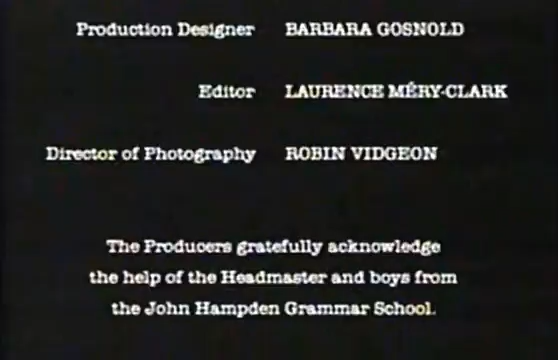 Production Designer BARBARA GOSNOLD
Editor LAURENCE MÉRY-CLARK
Director of Photography ROBIN VIDGEON
The Producers gratefully acknowledge
the help of the Headmaster and boys from
the John Hampden Grammar School.